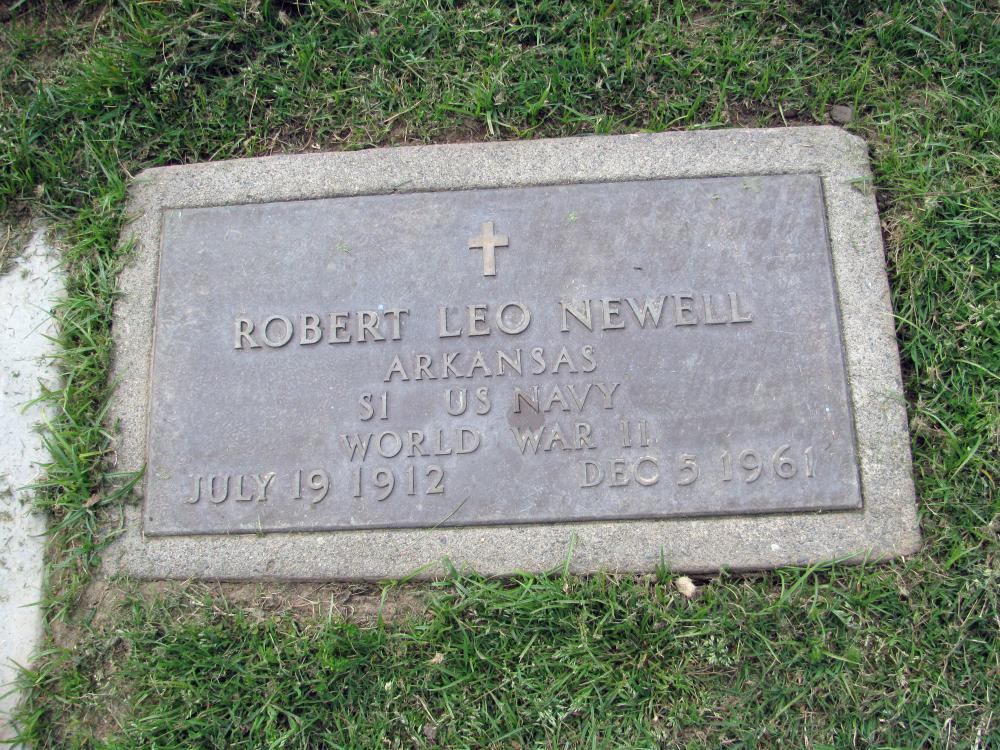 ROBERT LEO NEWELL
ARKANSAS
S1 US NAVY
WORLD WAR II
JULY 19 1912 DEC 5 1961